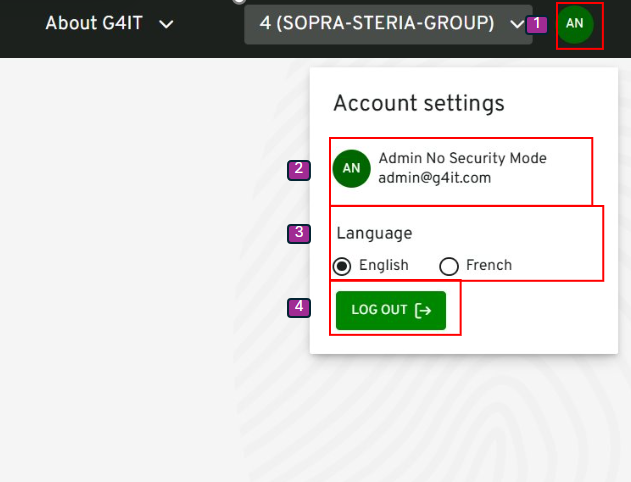 About G4IT
4 (SOPRA-STERIA-GROUP)
1
AN
Account settings
2
AN
Admin No Security Mode
admin@g4it.com
3
Language
English
French
4
LOG OUT